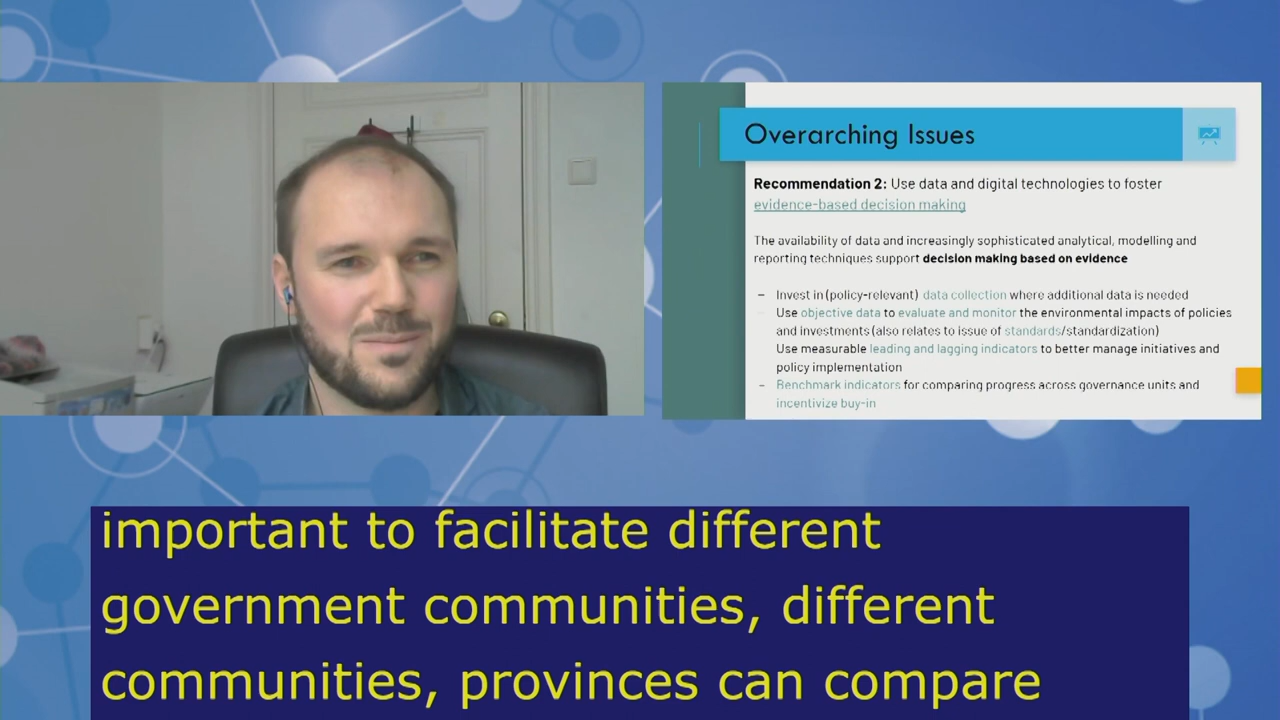 Overarching Issues
Recommendation 2: Use data and digital technologies to foster
evidence-based decision making
The availability of data and increasingly sophisticated analytical, modelling and
reporting techniques support decision making based on evidence
– Invest in (policy-relevant) data collection where additional data is needed
Use objective data to evaluate and monitor the environmental impacts of policies
and investments (also relates to issue of standards/standardization)
Use measurable leading and lagging indicators to better manage initiatives and
policy implementation
– Benchmark indicators for comparing progress across governance units and
incentivize buy-in
important to facilitate different
government communities, different
communities, provinces can compare